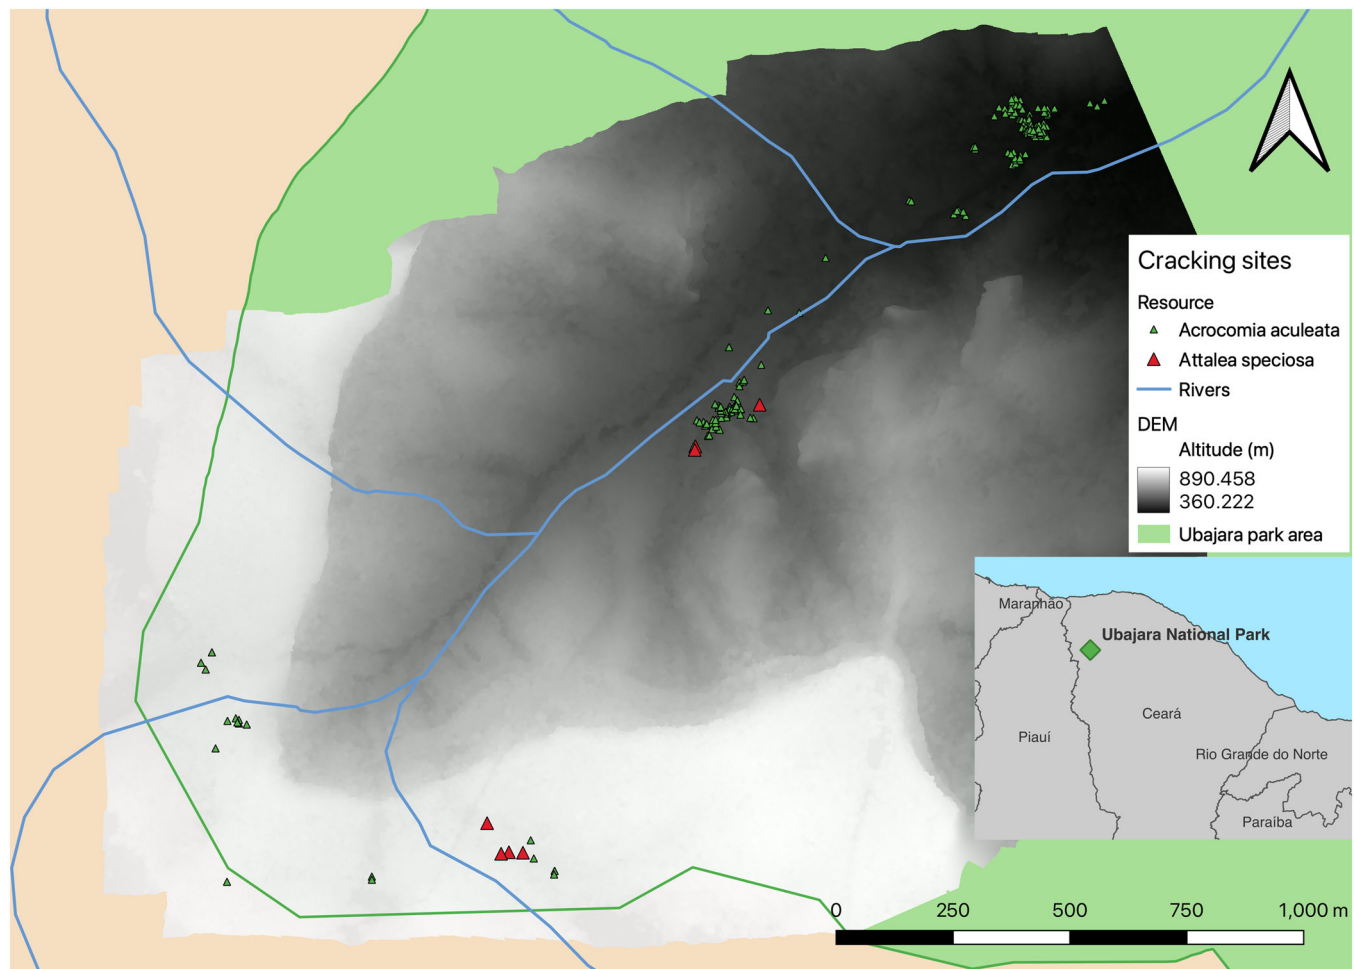 Cracking sites
Resource
Acrocomia aculeata
Attalea speciosa
Rivers
DEM
Altitude (m)
890.458
360.222
Ubajara park area
Maranhão
Ubajara National Park
Ceará
Piauí
Rio Grande do Norte
Paraíba
0 250 500 750 1,000 m